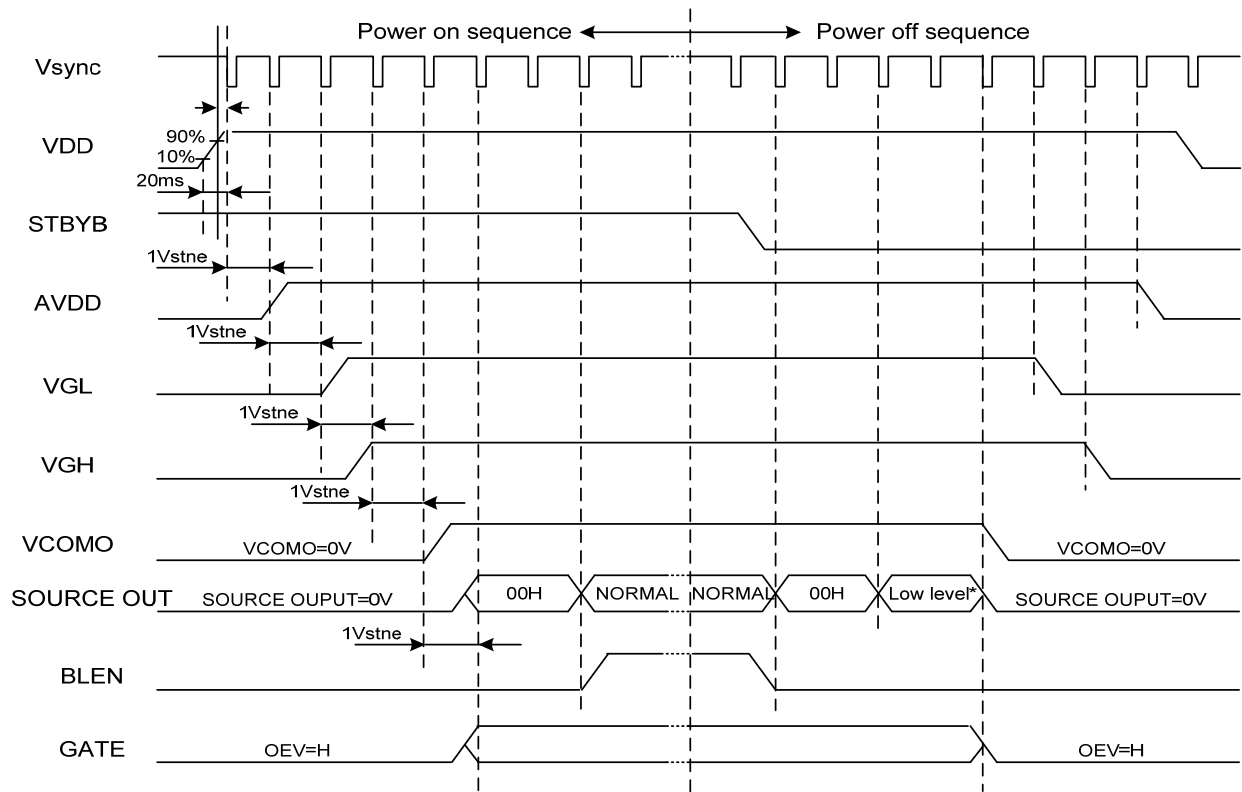 Power on sequence
Power off sequence
Vsync
90%
VDD
10%
20ms
STBYB
1Vstne
AVDD
1Vstne
VGL
1Vstne
VGH
1Vstne
VCOMO
VCOMO=0V
VCOMO=0V
SOURCE OUT
SOURCE OUPUT=0V
00H
NORMAL
NORMAL
00H
Low level*
SOURCE OUPUT=0V
1Vstne
BLEN
GATE
OEV=H
OEV=H